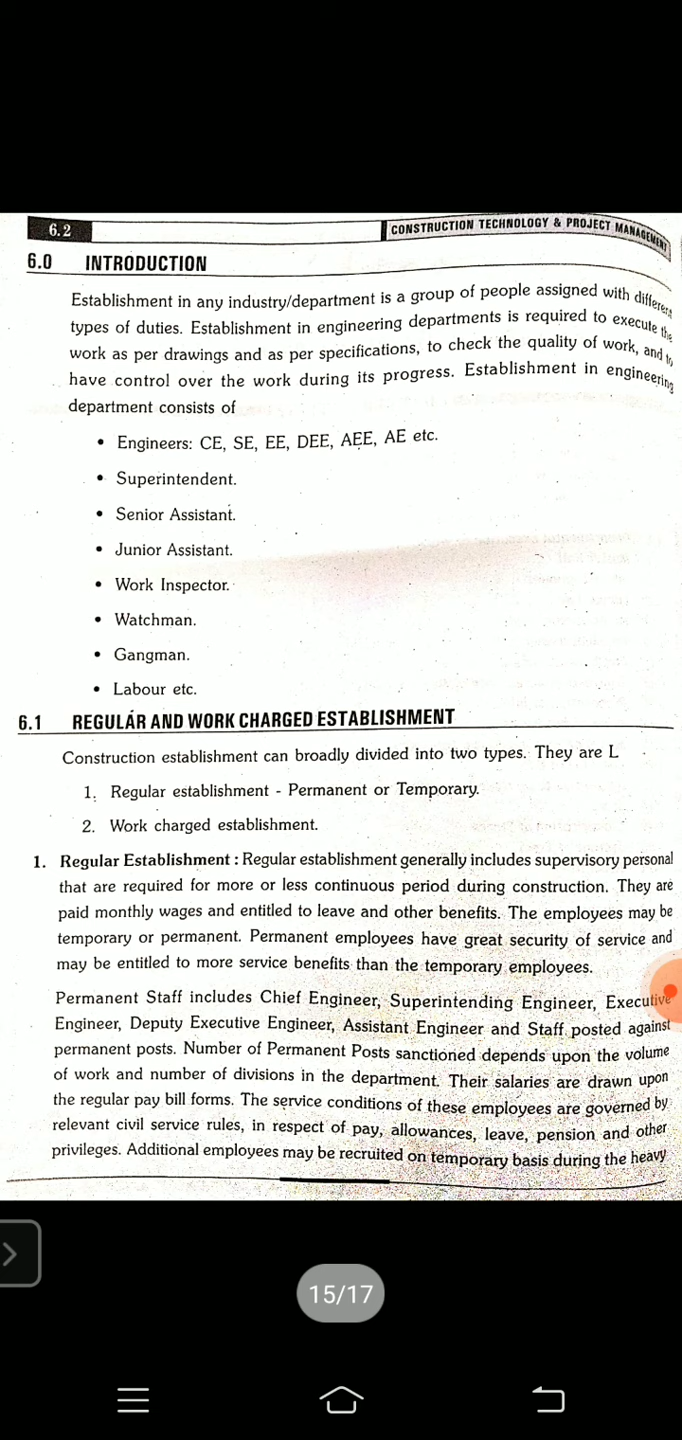 6.2
CONSTRUCTION TECHNOLOGY & PROJECT MANAGEMENT
6.0 INTRODUCTION
Establishment in any industry/department is a group of people assigned with different
types of duties. Establishment in engineering departments is required to execute the
work as per drawings and as per specifications, to check the quality of work, and to
have control over the work during its progress. Establishment in engineering
department consists of
• Engineers: CE, SE, EE, DEE, AEE, AE etc.
• Superintendent.
• Senior Assistant.
• Junior Assistant.
• Work Inspector.
• Watchman.
• Gangman.
• Labour etc.
6.1 REGULAR AND WORK CHARGED ESTABLISHMENT
Construction establishment can broadly divided into two types. They are L
1. Regular establishment - Permanent or Temporary.
2. Work charged establishment.
1. Regular Establishment : Regular establishment generally includes supervisory personal
that are required for more or less continuous period during construction. They are
paid monthly wages and entitled to leave and other benefits. The employees may be
temporary or permanent. Permanent employees have great security of service and
may be entitled to more service benefits than the temporary employees.
Permanent Staff includes Chief Engineer, Superintending Engineer, Executive
Engineer, Deputy Executive Engineer, Assistant Engineer and Staff posted against
permanent posts. Number of Permanent Posts sanctioned depends upon the volume
of work and number of divisions in the department. Their salaries are drawn upon
the regular pay bill forms. The service conditions of these employees are governed by
relevant civil service rules, in respect of pay, allowances, leave, pension and other
privileges. Additional employees may be recruited on temporary basis during the heavy
15/17